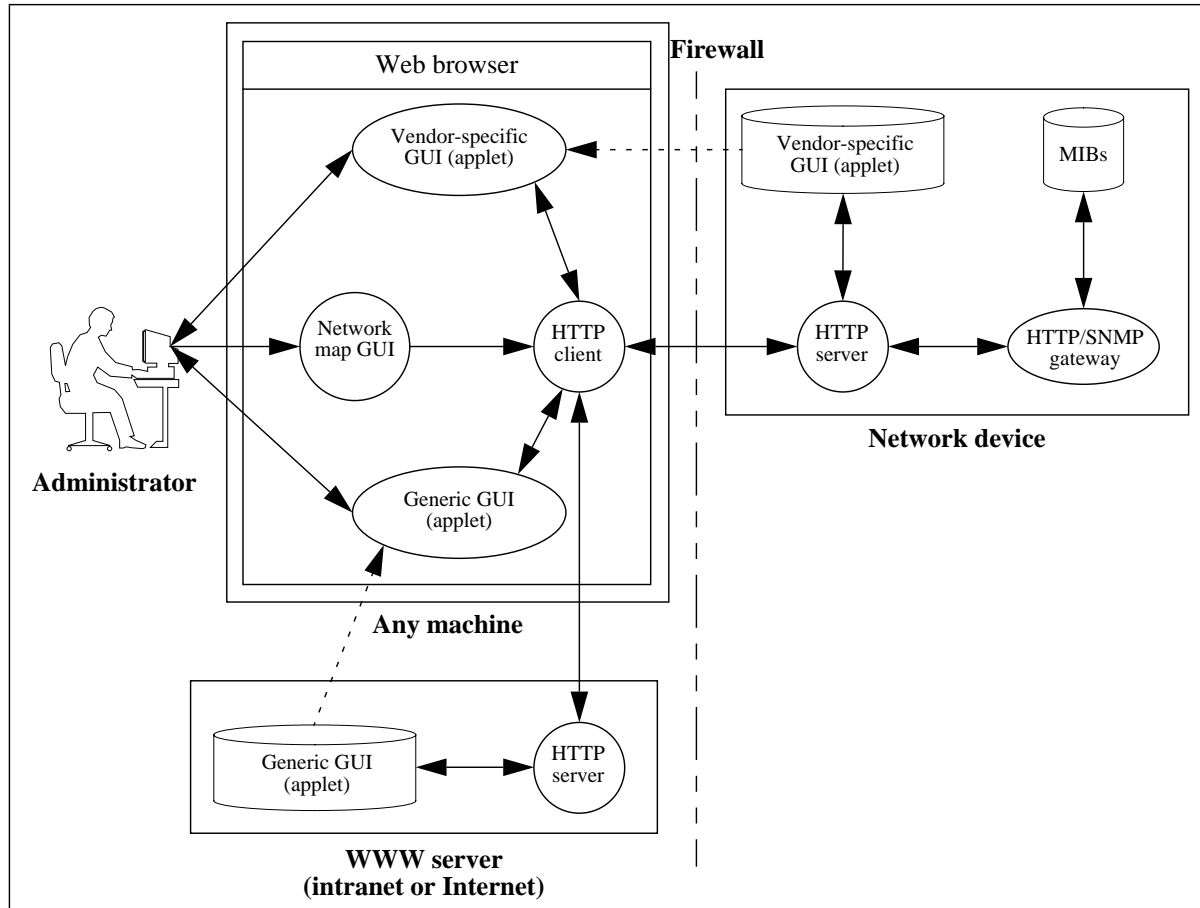 Firewall
Web browser
Vendor-specific
GUI (applet)
Vendor-specific
GUI (applet)
MIBs
Network
map GUI
HTTP
client
HTTP
server
HTTP/SNMP
gateway
Network device
Administrator
Generic GUI
(applet)
Any machine
Generic GUI
(applet)
HTTP
server
WWW server
(intranet or Internet)